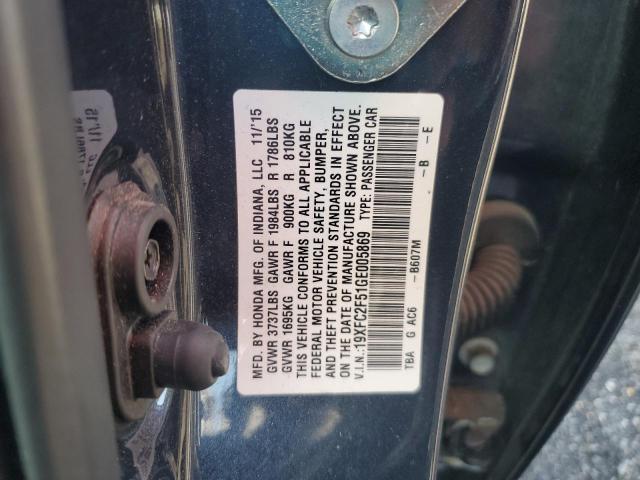 MFD. BY HONDA MFG. OF INDIANA, LLC 11/15
GVWR 3737LBS GAWR F 1984LBS R 1786LBS
GVWR 1695KG GAWR F 900KG R 810KG
THIS VEHICLE CONFORMS TO ALL APPLICABLE
FEDERAL MOTOR VEHICLE SAFETY, BUMPER,
AND THEFT PREVENTION STANDARDS IN EFFECT
ON THE DATE OF MANUFACTURE SHOWN ABOVE.
V.I.N.: 19XFC2F51GE005869 TYPE: PASSENGER CAR
TBA G AC6 -B607M -B -E
11/15